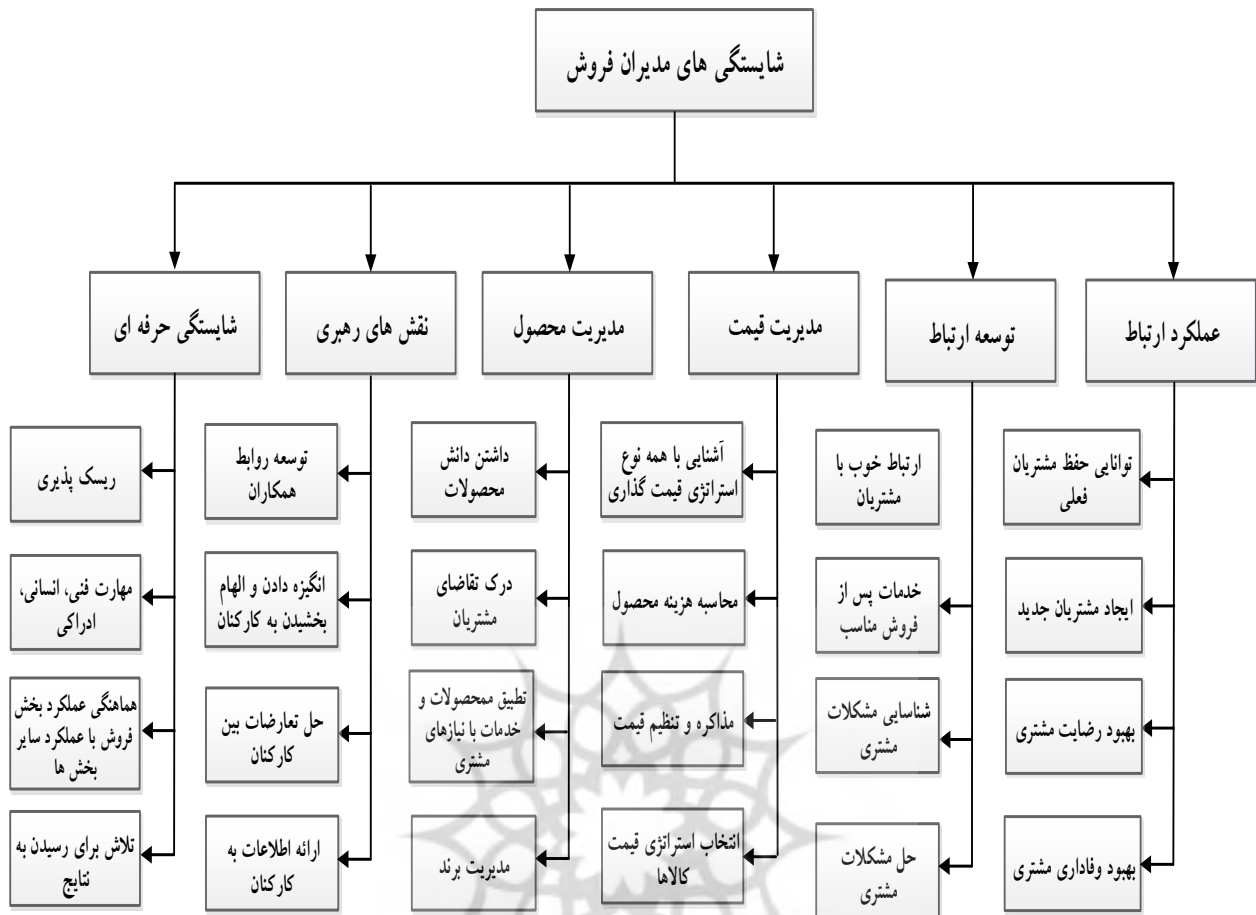 شایستگی های مدیران فروش
عملکرد ارتباط
توسعه ارتباط
مدیریت قیمت
مدیریت محصول
نقش های رهبری
شایستگی حرفه ای
توانایی حفظ مشتریان
فعلی
ایجاد مشتریان جدید
بهبود رضایت مشتری
بهبود وفاداری مشتری
ارتباط خوب با
مشتریان
خدمات پس از
فروش مناسب
شناسایی مشکلات
مشتری
حل مشکلات
مشتری
آشنایی با همه نوع
استراتژی قیمت گذاری
محاسبه هزینه محصول
مذاکره و تنظیم قیمت
انتخاب استراتژی قیمت
کالاها
داشتن دانش
محصولات
درک تقاضای
مشتریان
تطبیق ممحصولات و
خدمات با نیازهای
مشتری
مدیریت برند
توسعه روابط
همکاران
انگیزه دادن و الهام
بخشیدن به کارکنان
حل تعارضات بین
کارکنان
ارائه اطلاعات به
کارکنان
ریسک پذیری
مهارت فنی، انسانی،
ادراکی
هماهنگی عملکرد بخش
فروش با عملکرد سایر
بخش ها
تلاش برای رسیدن به
نتایج